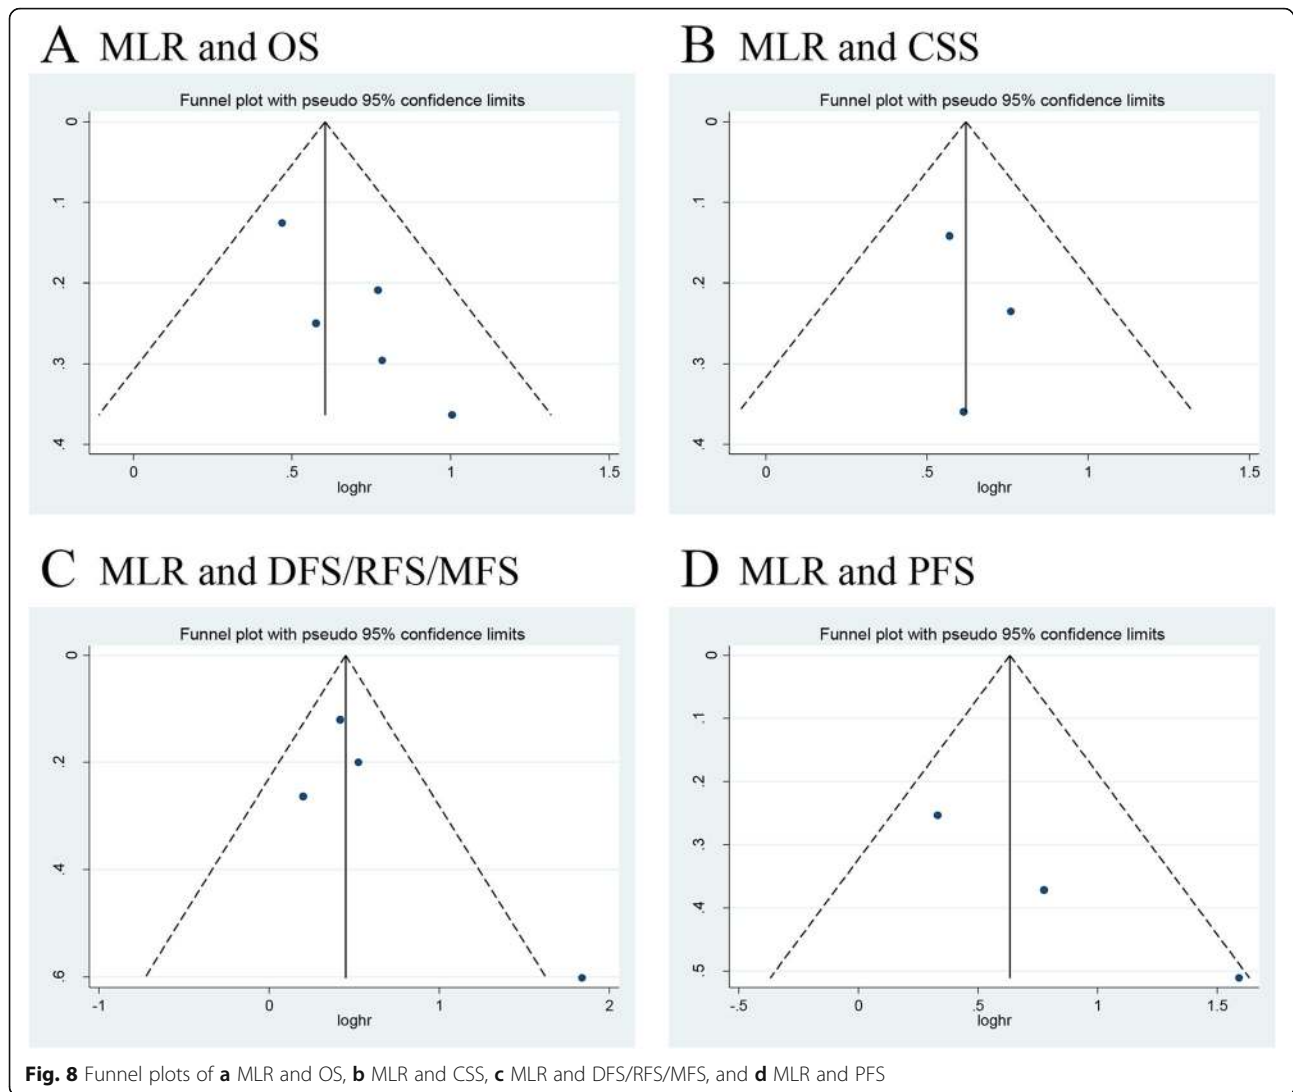 A MLR and OS
Funnel plot with pseudo 95% confidence limits
0
.1
.2
.3
.4
0 .5 1 1.5
loghr
B MLR and CSS
Funnel plot with pseudo 95% confidence limits
0
.1
.2
.3
.4
0 .5 1 1.5
loghr
C MLR and DFS/RFS/MFS
Funnel plot with pseudo 95% confidence limits
0
.2
.4
.6
-1 0 1 2
loghr
D MLR and PFS
Funnel plot with pseudo 95% confidence limits
0
.1
.2
.3
.4
.5
-.5 0 .5 1 1.5
loghr
Fig. 8 Funnel plots of a MLR and OS, b MLR and CSS, c MLR and DFS/RFS/MFS, and d MLR and PFS